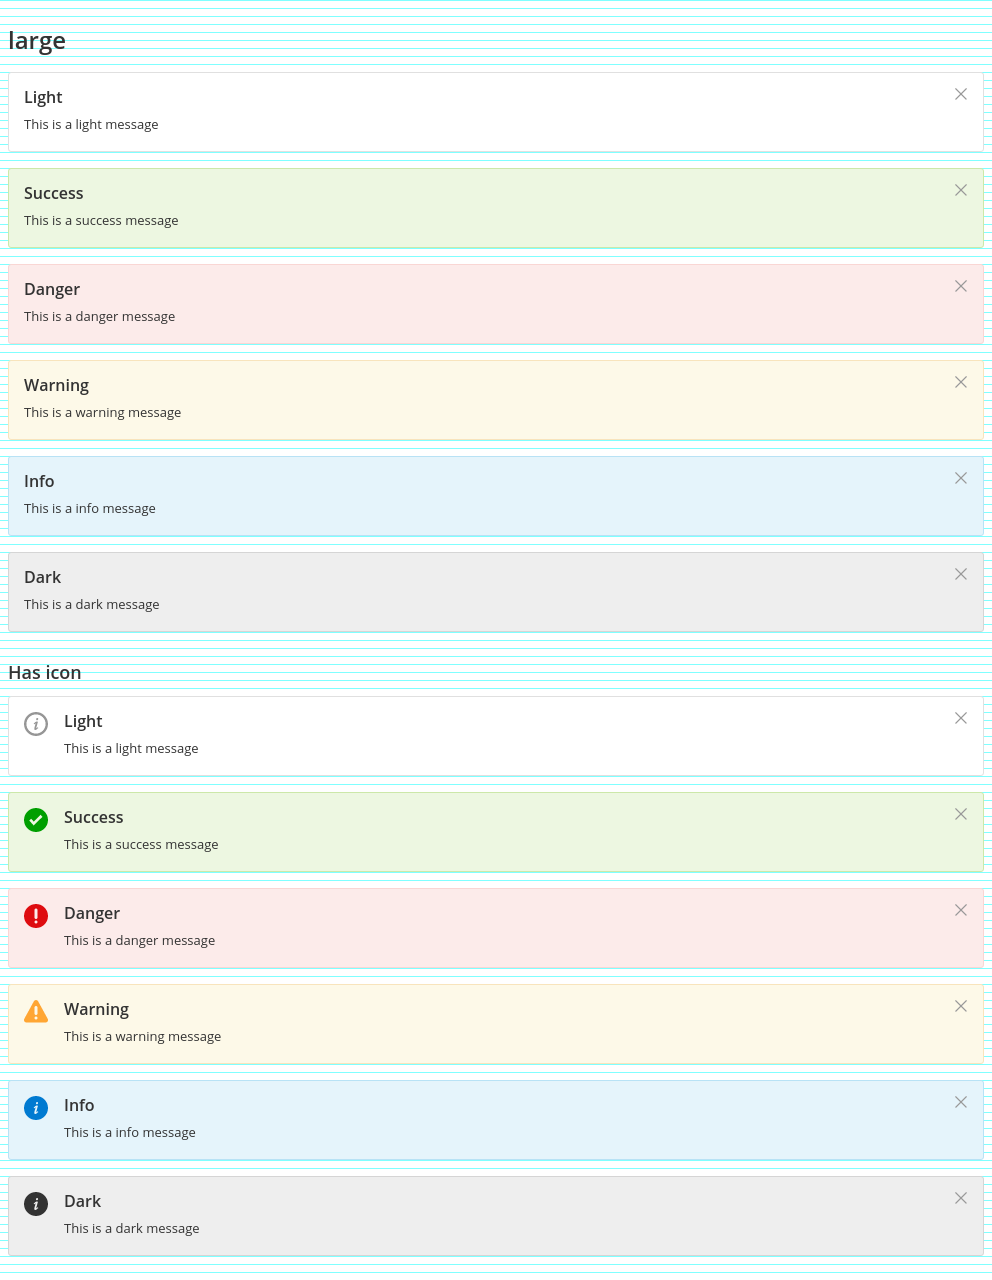 large
Light
This is a light message
Success
This is a success message
Danger
This is a danger message
Warning
This is a warning message
Info
This is a info message
Dark
This is a dark message
Has icon
Light
This is a light message
Success
This is a success message
Danger
This is a danger message
Warning
This is a warning message
Info
This is a info message
Dark
This is a dark message